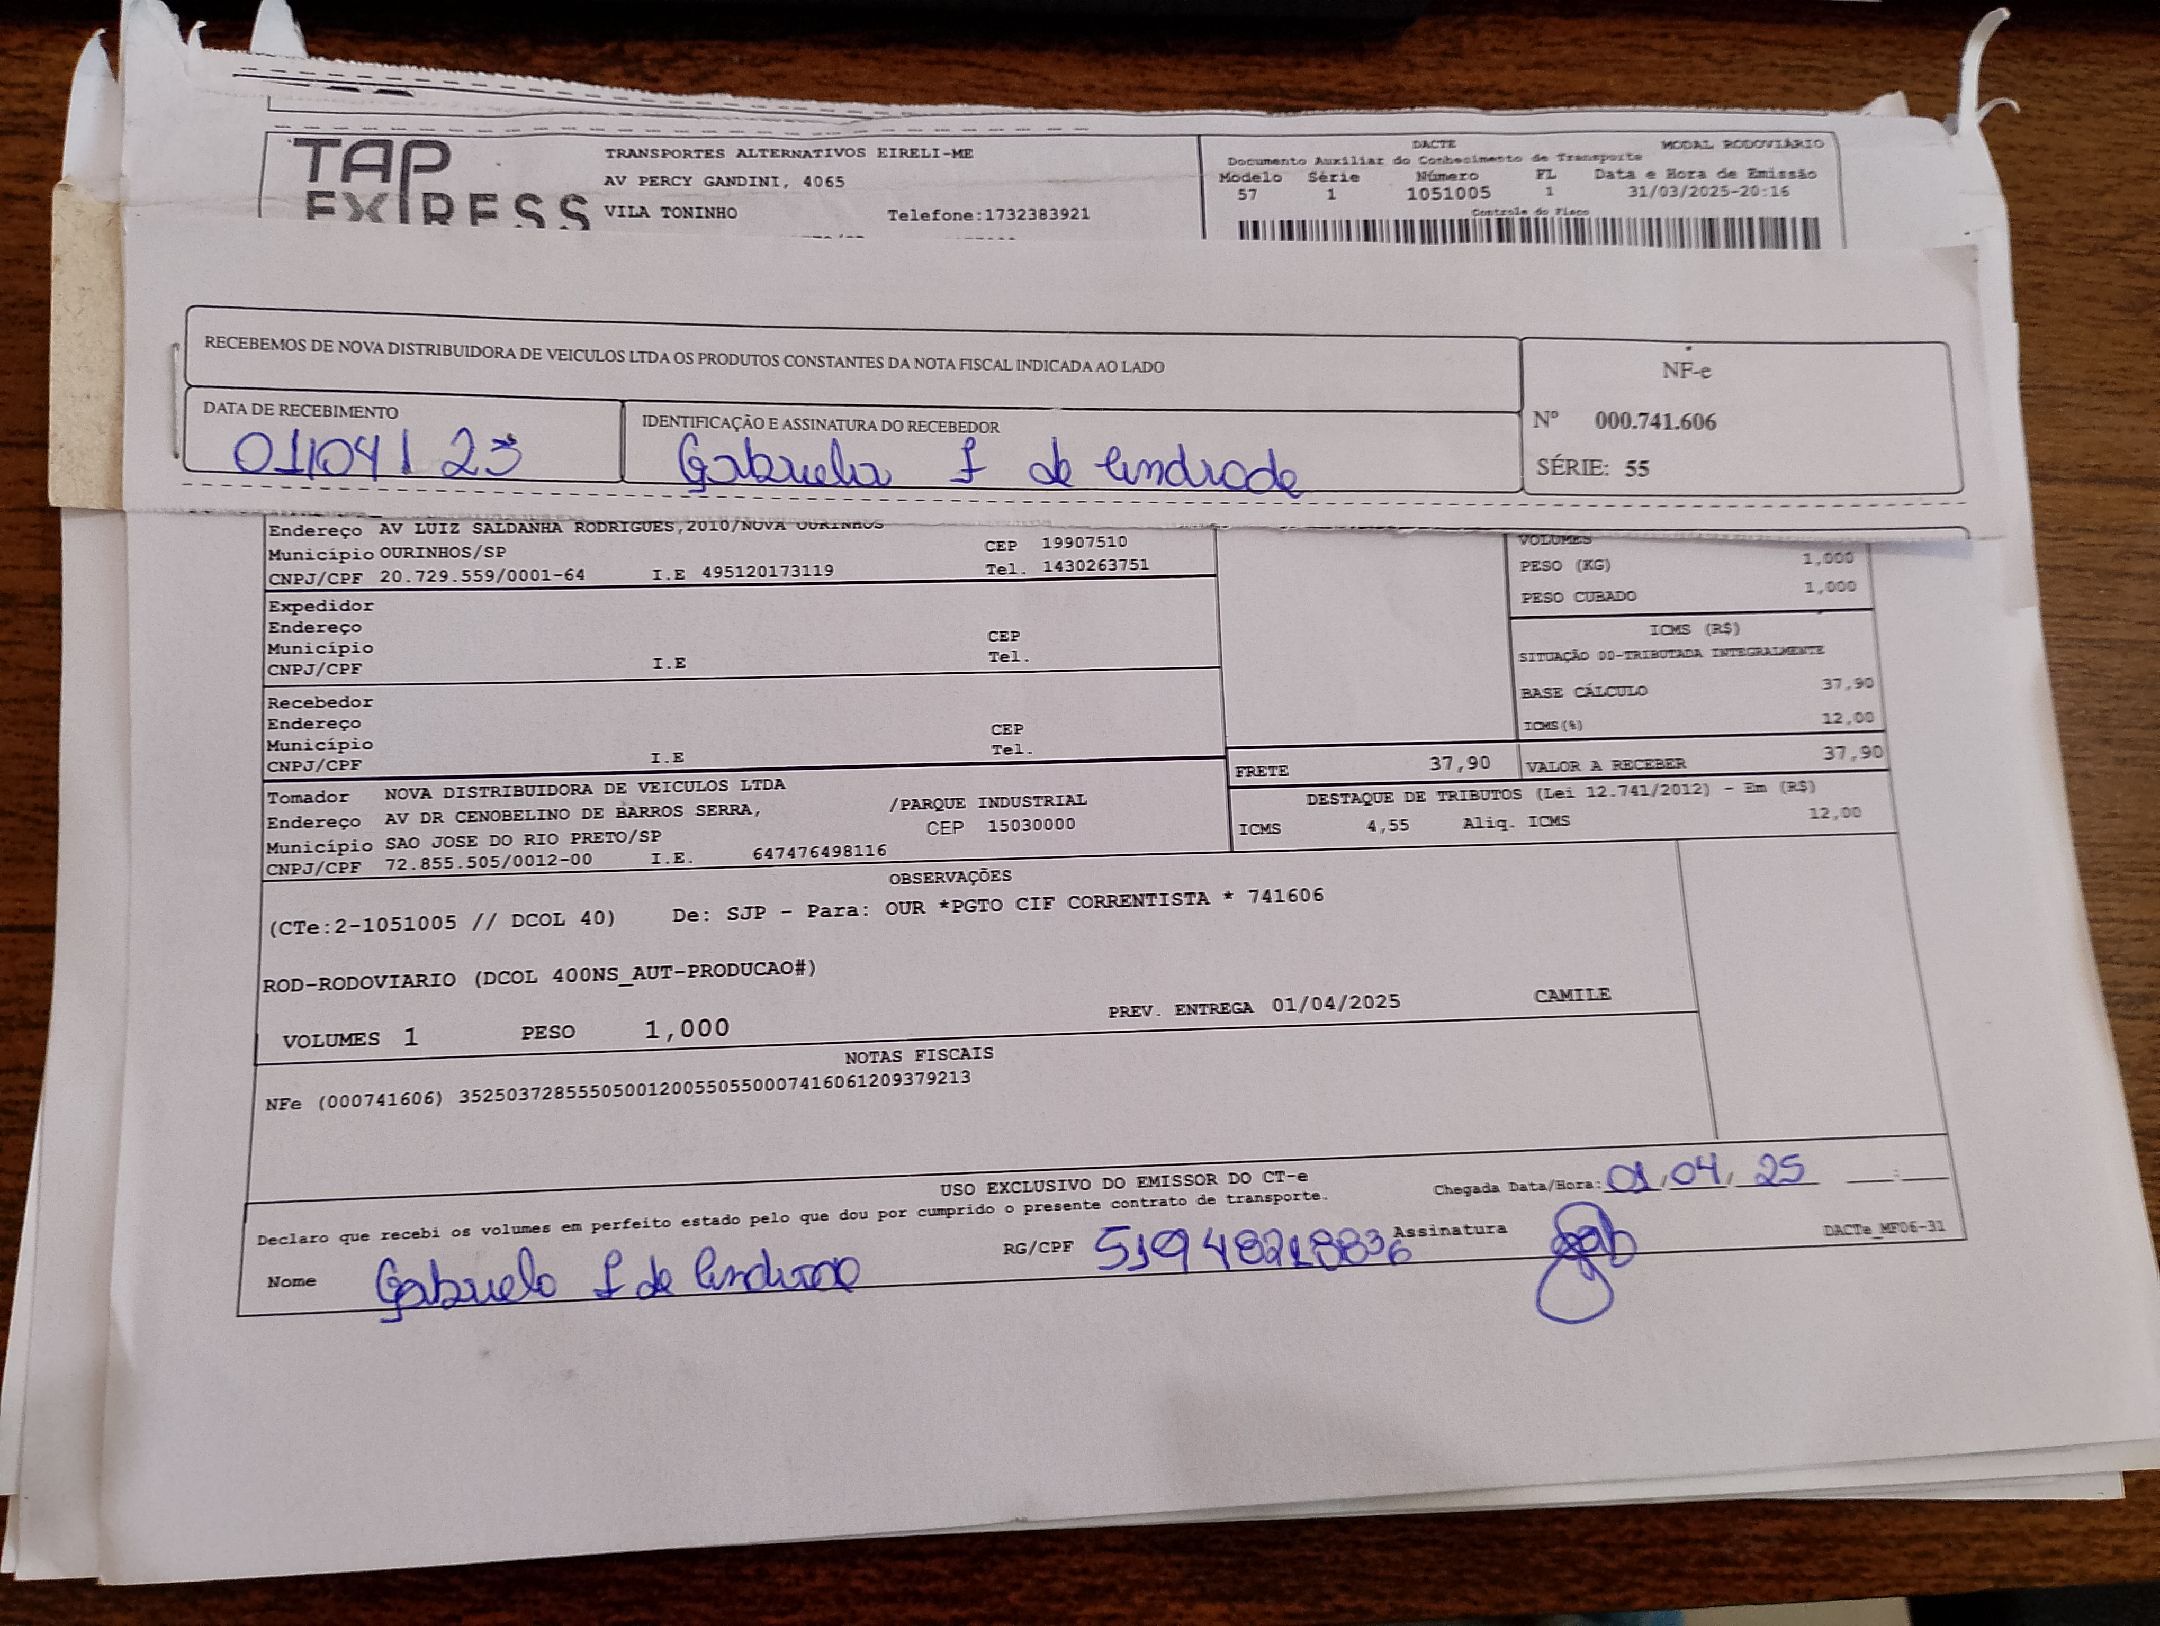 TAP EXPRESS
TRANSPORTES ALTERNATIVOS EIRELI-ME
AV PERCY GANDINI, 4065
VILA TONINHO Telefone:1732383921
DACTE MODAL RODOVIÁRIO
Documento Auxiliar do Conhecimento de Transporte
Modelo Série Número FL Data e Hora de Emissão
57 1 1051005 1 31/03/2025-20:16
Controle do Fisco
RECEBEMOS DE NOVA DISTRIBUIDORA DE VEICULOS LTDA OS PRODUTOS CONSTANTES DA NOTA FISCAL INDICADA AO LADO
DATA DE RECEBIMENTO
01/04/23
IDENTIFICAÇÃO E ASSINATURA DO RECEBEDOR
Gabriela F de Andrade
NF-e
Nº 000.741.606
SÉRIE: 55
Endereço AV LUIZ SALDANHA RODRIGUES,2010/NOVA OURINHOS
Município OURINHOS/SP CEP 19907510
CNPJ/CPF 20.729.559/0001-64 I.E 495120173119 Tel. 1430263751
Expedidor
Endereço
Município CEP
CNPJ/CPF I.E Tel.
Recebedor
Endereço
Município CEP
CNPJ/CPF I.E Tel.
VOLUMES
PESO (KG) 1,000
PESO CUBADO 1,000
ICMS (R$)
SITUAÇÃO 00-TRIBUTADA INTEGRALMENTE
BASE CÁLCULO 37,90
ICMS(%) 12,00
FRETE 37,90 VALOR A RECEBER 37,90
DESTAQUE DE TRIBUTOS (Lei 12.741/2012) - Em (R$)
ICMS 4,55 Aliq. ICMS 12,00
Tomador NOVA DISTRIBUIDORA DE VEICULOS LTDA
Endereço AV DR CENOBELINO DE BARROS SERRA, /PARQUE INDUSTRIAL
Município SAO JOSE DO RIO PRETO/SP CEP 15030000
CNPJ/CPF 72.855.505/0012-00 I.E. 647476498116
OBSERVAÇÕES
(CTe:2-1051005 // DCOL 40) De: SJP - Para: OUR *PGTO CIF CORRENTISTA * 741606
ROD-RODOVIARIO (DCOL 400NS_AUT-PRODUCAO#)
VOLUMES 1 PESO 1,000 PREV. ENTREGA 01/04/2025 CAMILE
NOTAS FISCAIS
NFe (000741606) 35250372855505001200550550007416061209379213
USO EXCLUSIVO DO EMISSOR DO CT-e
Declaro que recebi os volumes em perfeito estado pelo que dou por cumprido o presente contrato de transporte.
Chegada Data/Hora: 01/04/25 __:__
Nome Gabriela F de Andrade RG/CPF 51948218836 Assinatura Gab
DACTe_MF06-31